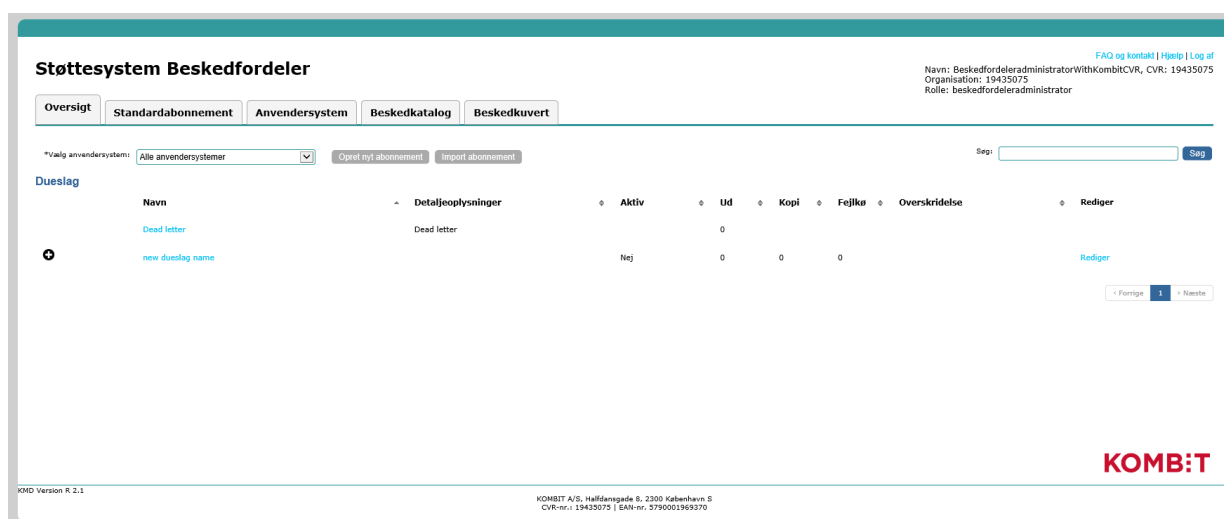 FAQ og kontakt | Hjælp | Log af
Støttesystem Beskedfordeler
Navn: BeskedfordeleradministratorWithKombitCVR, CVR: 19435075
Organisation: 19435075
Rolle: beskedfordeleradministrator
Oversigt Standardabonnement Anvendersystem Beskedkatalog Beskedkuvert
*Vælg anvendersystem: Alle anvendersystemer Opret nyt abonnement Import abonnement Søg: Søg
Dueslag
Navn Detaljeoplysninger Aktiv Ud Kopi Fejlkø Overskridelse Rediger
Dead letter Dead letter 0
new dueslag name Nej 0 0 0 Rediger
‹ Forrige 1 › Næste
KOMB:T
KMD Version R 2.1
KOMBIT A/S, Halfdansgade 8, 2300 København S
CVR-nr.: 19435075 | EAN-nr. 5790001969370